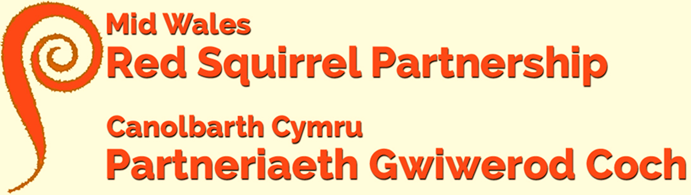 Mid Wales
Red Squirrel Partnership
Canolbarth Cymru
Partneriaeth Gwiwerod Coch